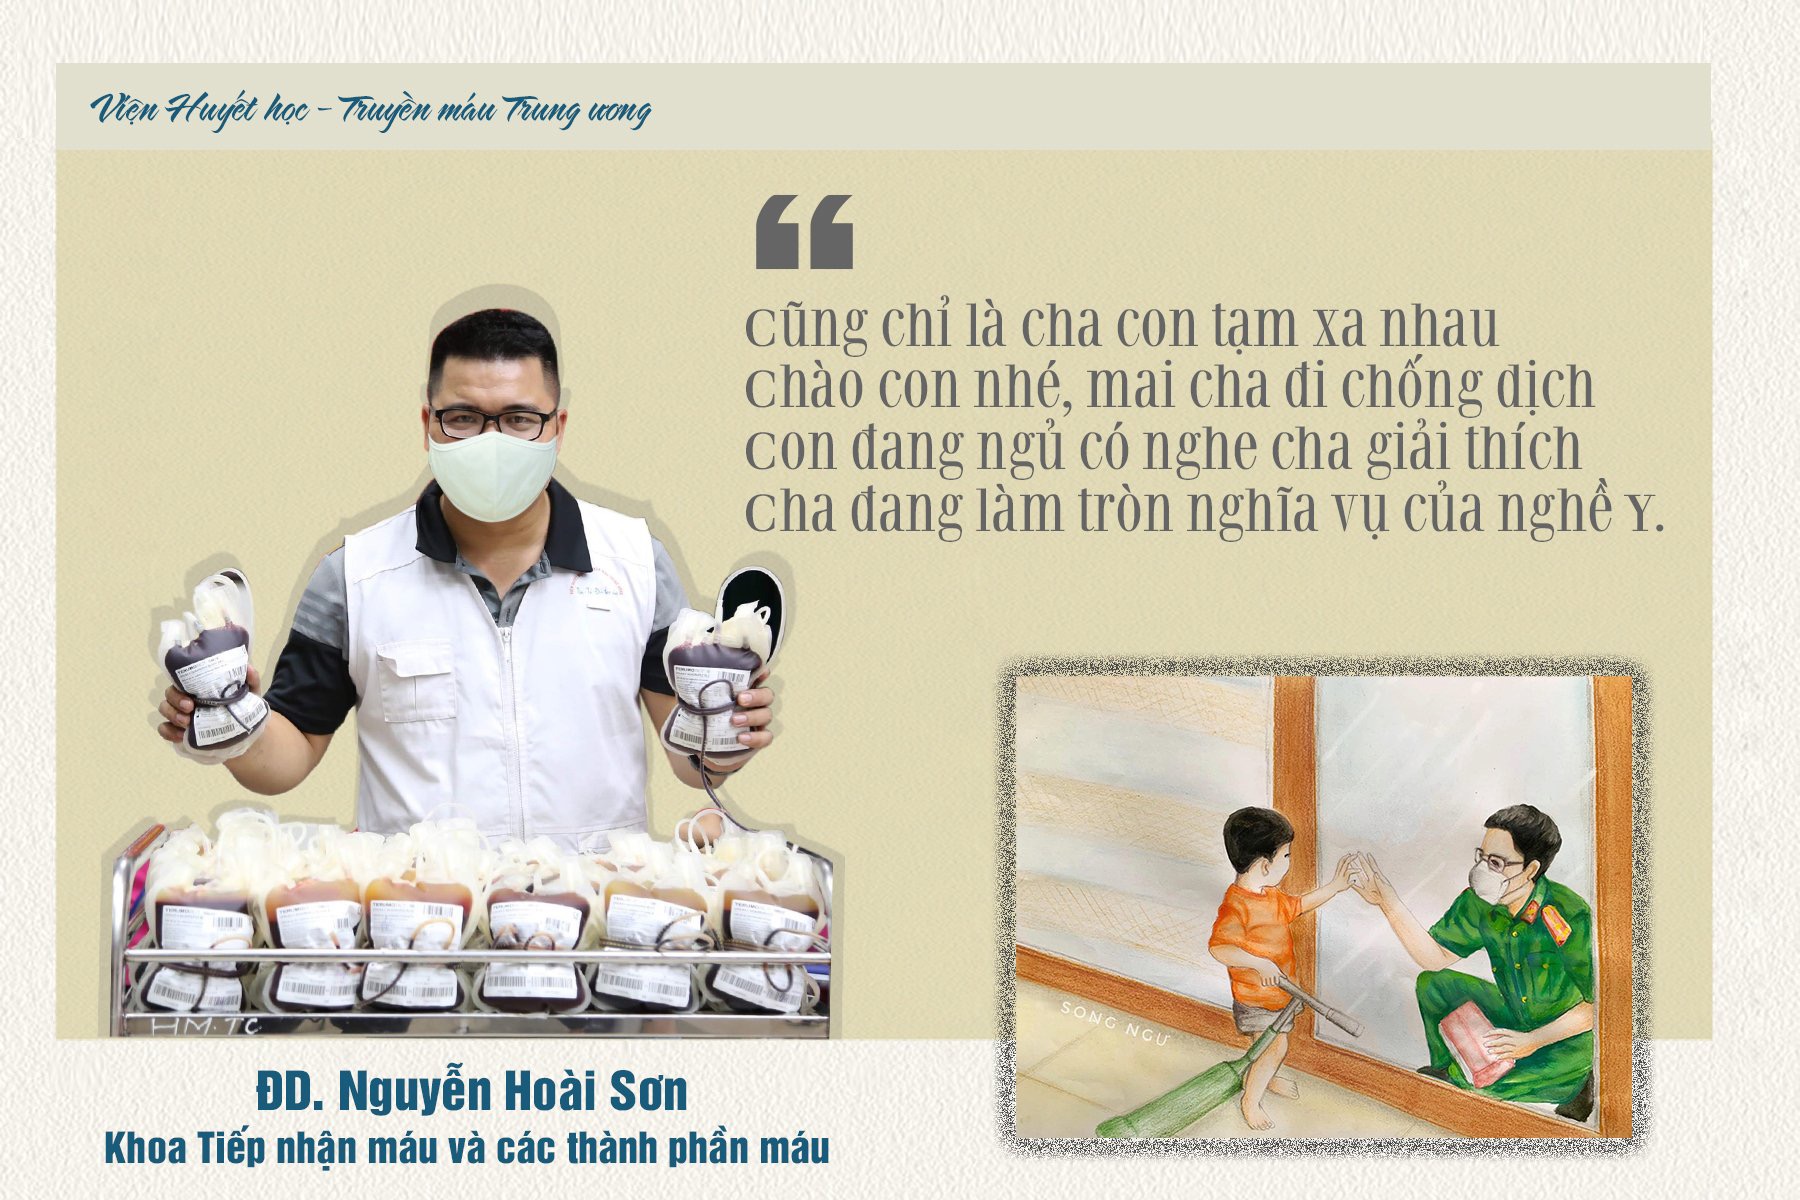 Viện Huyết học - Truyền máu Trung ương
“
Cũng chỉ là cha con tạm xa nhau
Chào con nhé, mai cha đi chống dịch
Con đang ngủ có nghe cha giải thích
Cha đang làm tròn nghĩa vụ của nghề Y.
HM.TC
SONG NGƯ
ĐD. Nguyễn Hoài Sơn
Khoa Tiếp nhận máu và các thành phần máu